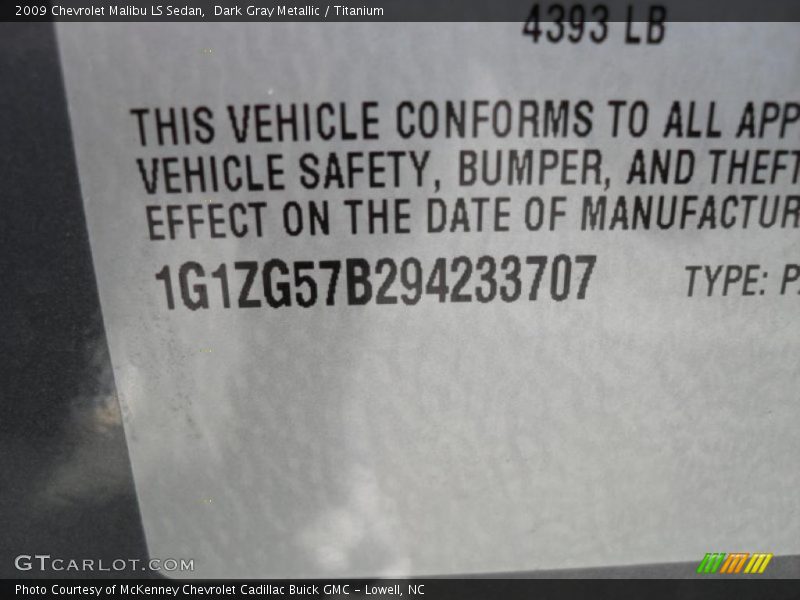 2009 Chevrolet Malibu LS Sedan,  Dark Gray Metallic / Titanium
4393 LB
THIS VEHICLE CONFORMS TO ALL APP
VEHICLE SAFETY, BUMPER, AND THEFT
EFFECT ON THE DATE OF MANUFACTUR
1G1ZG57B294233707 TYPE: P
GTCARLOT.COM
Photo Courtesy of McKenney Chevrolet Cadillac Buick GMC - Lowell, NC